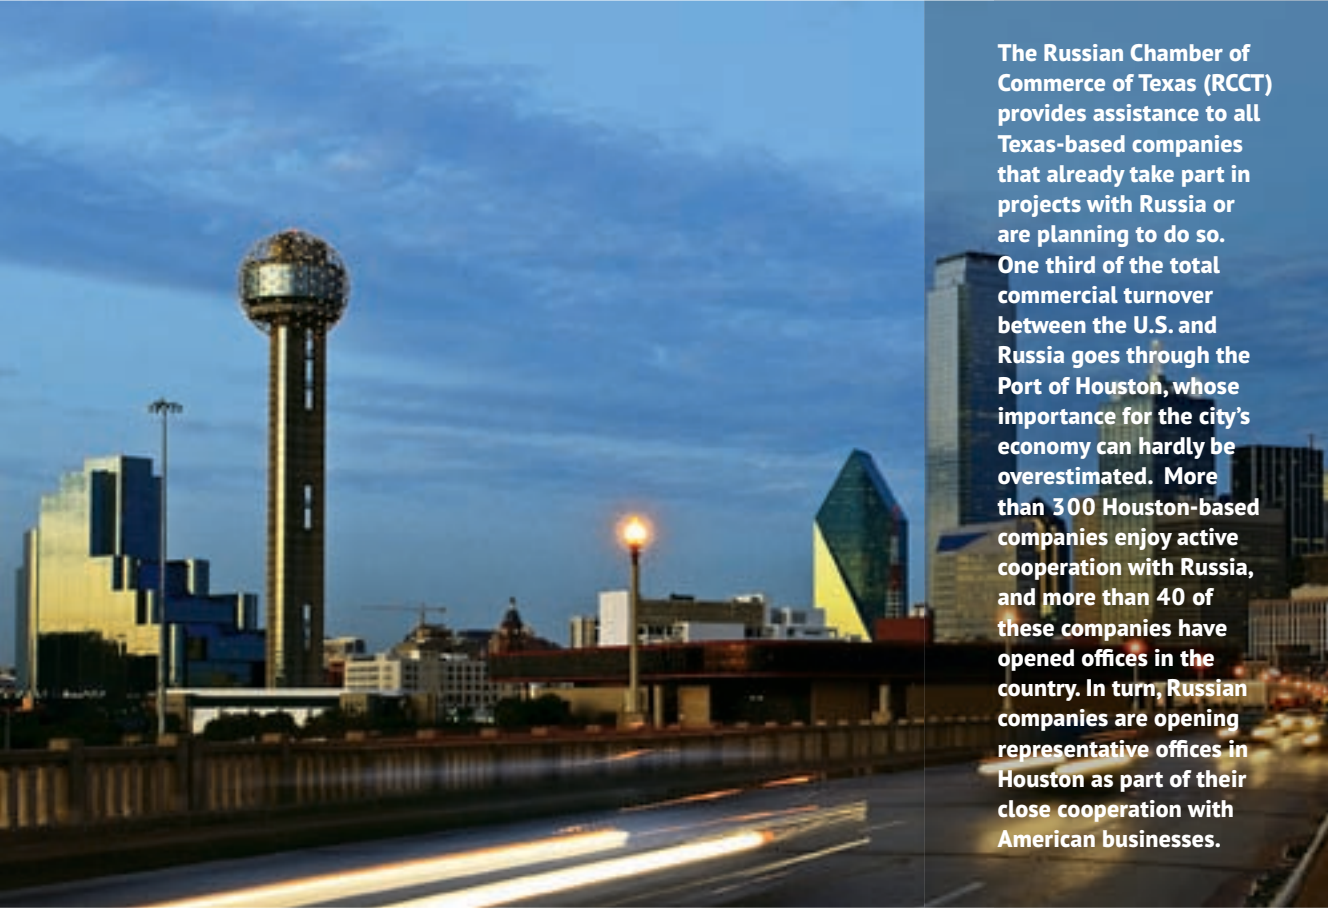 The Russian Chamber of
Commerce of Texas (RCCT)
provides assistance to all
Texas-based companies
that already take part in
projects with Russia or
are planning to do so.
One third of the total
commercial turnover
between the U.S. and
Russia goes through the
Port of Houston, whose
importance for the city’s
economy can hardly be
overestimated.  More
than 300 Houston-based
companies enjoy active
cooperation with Russia,
and more than 40 of
these companies have
opened offices in the
country. In turn, Russian
companies are opening
representative offices in
Houston as part of their
close cooperation with
American businesses.